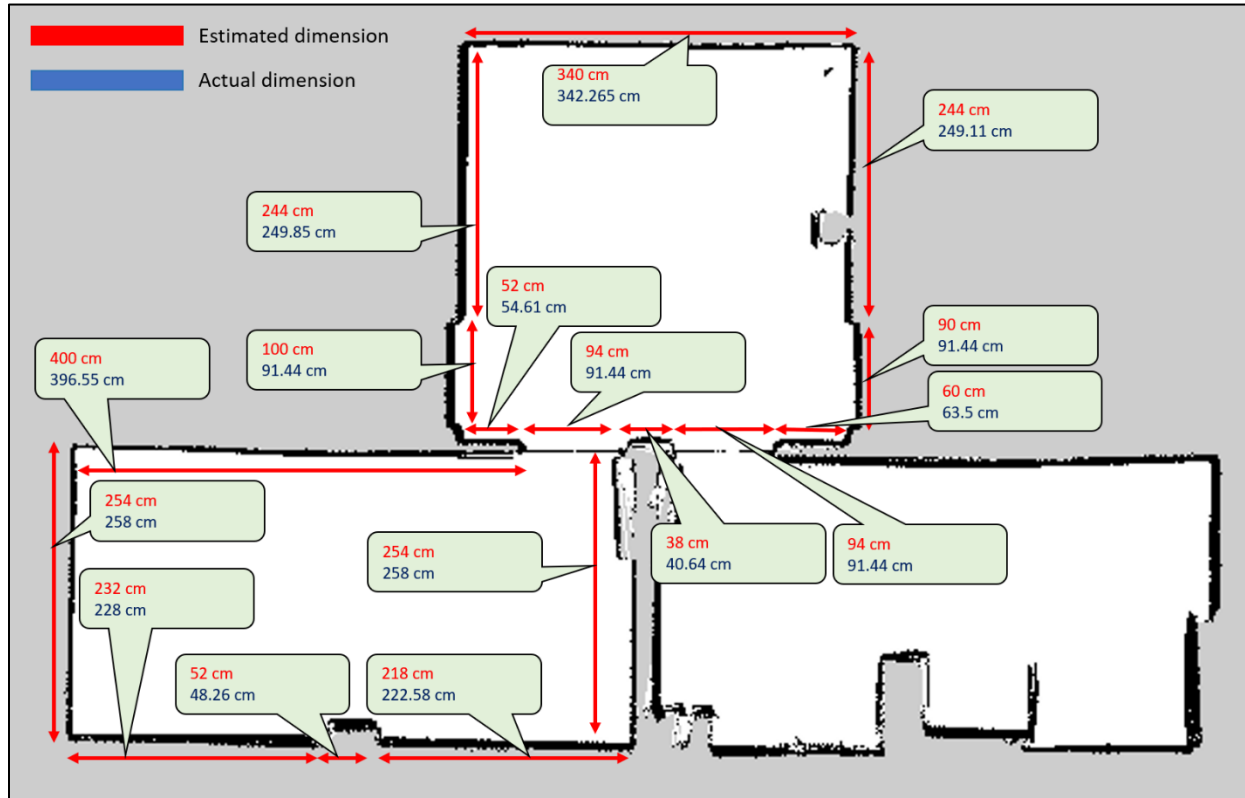 Estimated dimension
Actual dimension
340 cm
342.265 cm
244 cm
249.11 cm
244 cm
249.85 cm
52 cm
54.61 cm
100 cm
91.44 cm
94 cm
91.44 cm
90 cm
91.44 cm
400 cm
396.55 cm
60 cm
63.5 cm
254 cm
258 cm
254 cm
258 cm
38 cm
40.64 cm
94 cm
91.44 cm
232 cm
228 cm
52 cm
48.26 cm
218 cm
222.58 cm